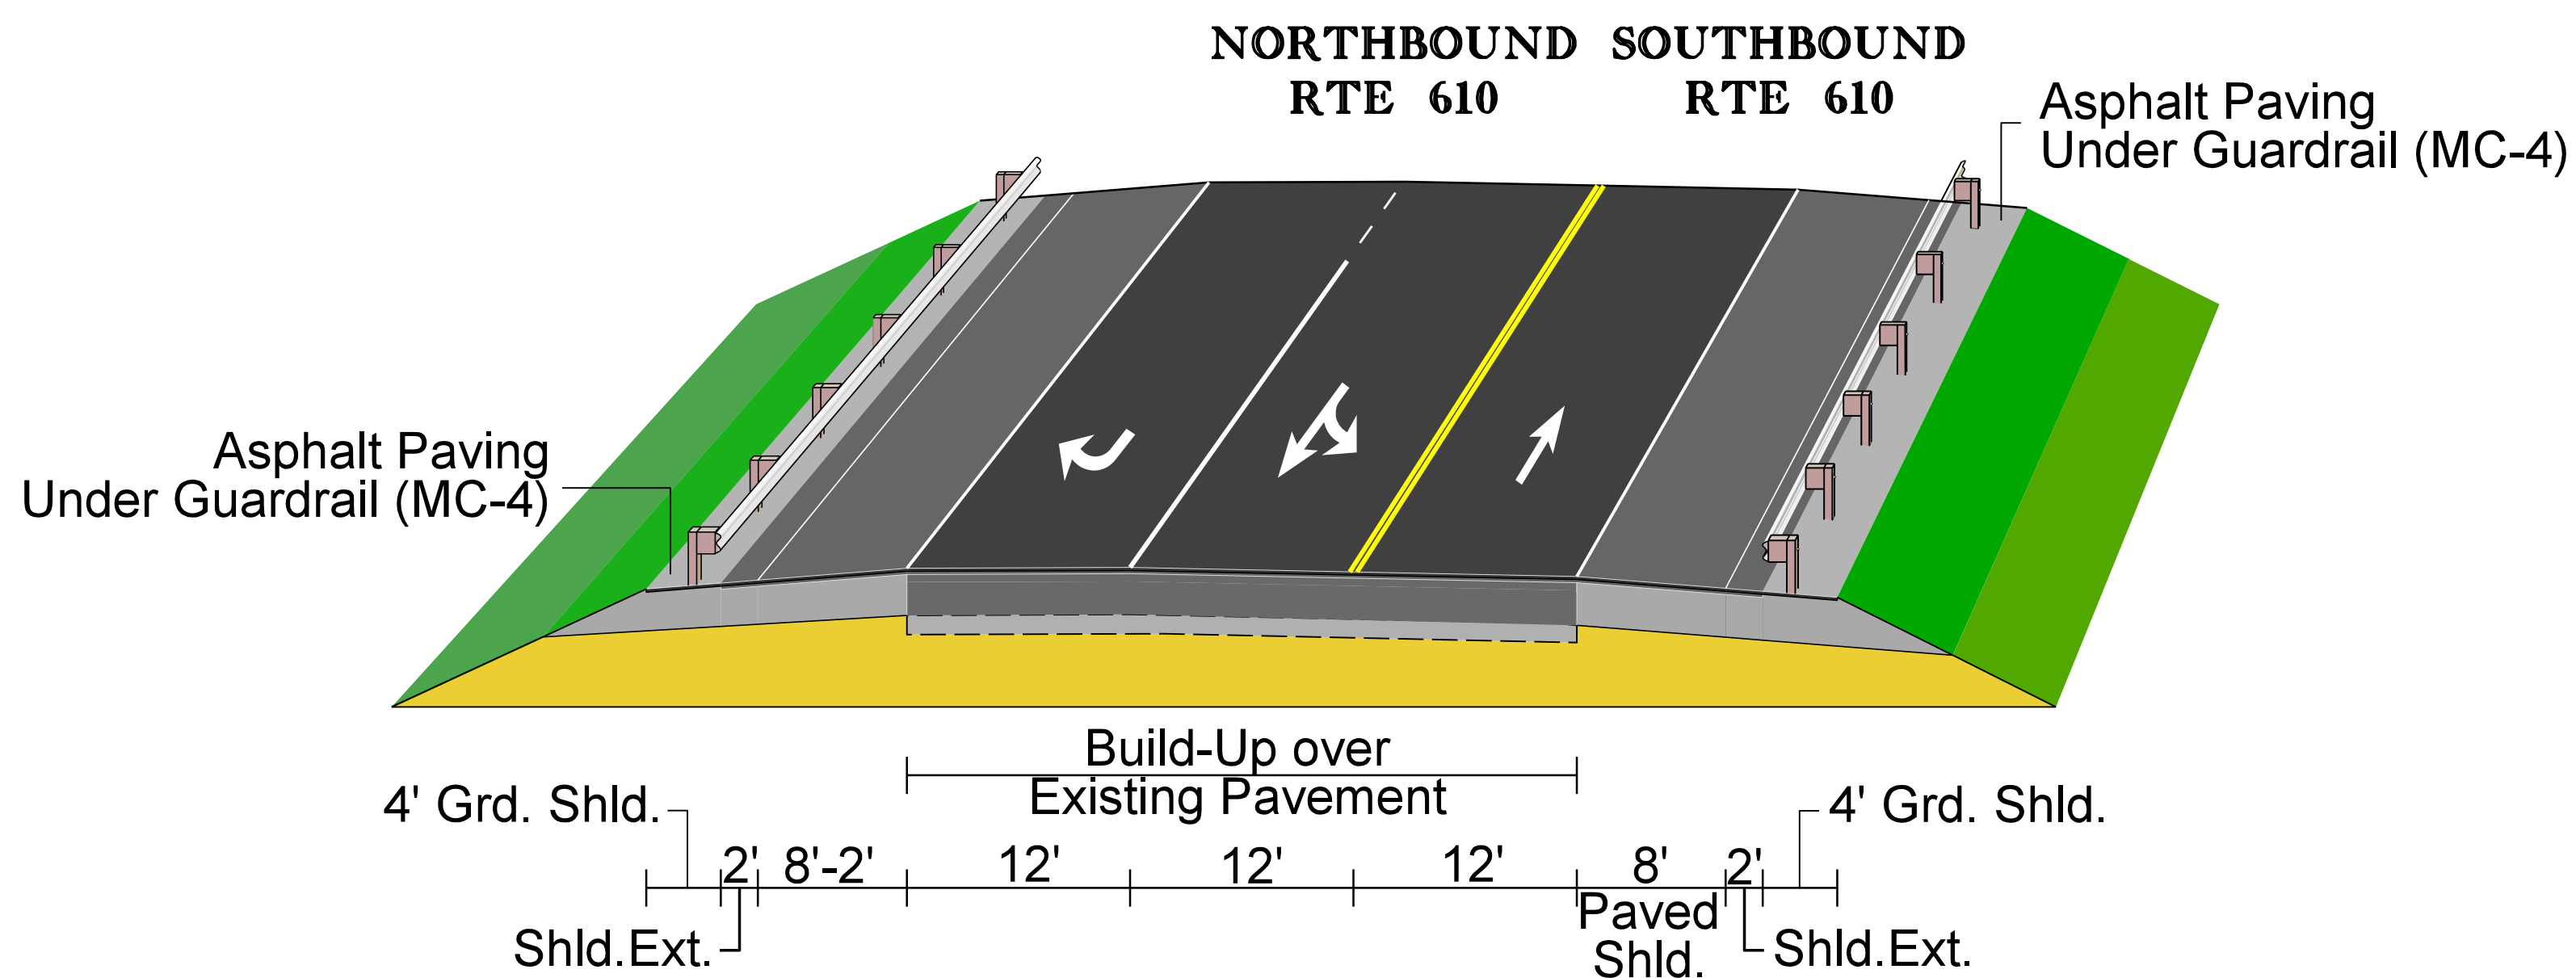 NORTHBOUND SOUTHBOUND
RTE 610 RTE 610
Asphalt Paving
Under Guardrail (MC-4)
Asphalt Paving
Under Guardrail (MC-4)
Build-Up over
Existing Pavement
4' Grd. Shld.
4' Grd. Shld.
2' 8'-2' 12' 12' 12' 8' 2'
Paved
Shld.
Shld.Ext.
Shld.Ext.